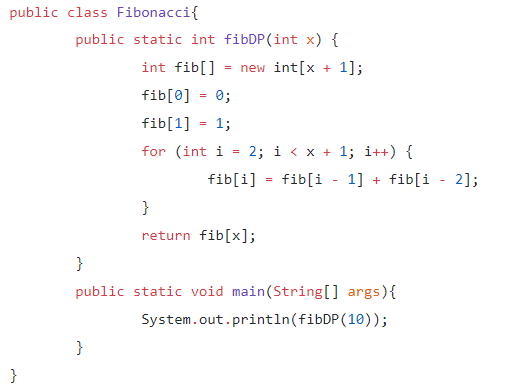 public class Fibonacci{
public static int fibDP(int x) {
int fib[] = new int[x + 1];
fib[0] = 0;
fib[1] = 1;
for (int i = 2; i < x + 1; i++) {
fib[i] = fib[i - 1] + fib[i - 2];
}
return fib[x];
}
public static void main(String[] args){
System.out.println(fibDP(10));
}
}